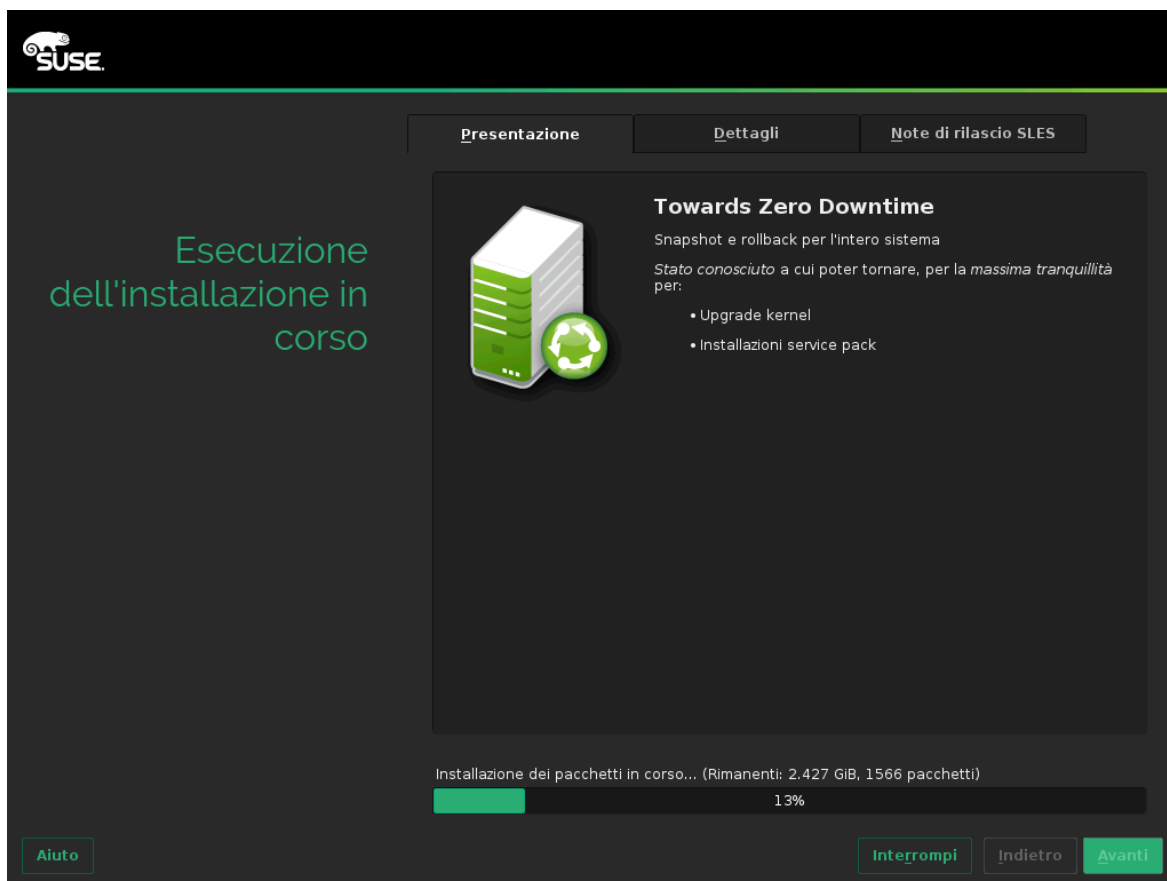 SUSE.
Presentazione
Dettagli
Note di rilascio SLES
Esecuzione
dell'installazione in
corso
Towards Zero Downtime
Snapshot e rollback per l'intero sistema
Stato conosciuto a cui poter tornare, per la massima tranquillità
per:
• Upgrade kernel
• Installazioni service pack
Installazione dei pacchetti in corso... (Rimanenti: 2.427 GiB, 1566 pacchetti)
13%
Aiuto
Interrompi
Indietro
Avanti